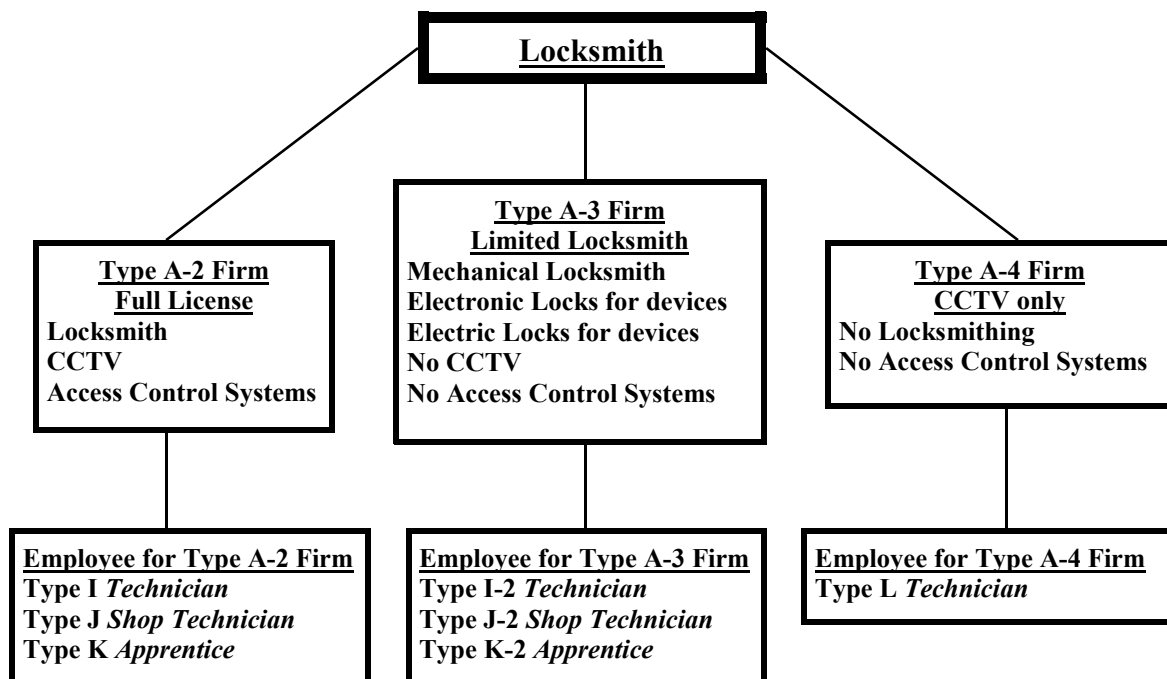 Locksmith
Type A-2 Firm
Full License
Locksmith
CCTV
Access Control Systems
Type A-3 Firm
Limited Locksmith
Mechanical Locksmith
Electronic Locks for devices
Electric Locks for devices
No CCTV
No Access Control Systems
Type A-4 Firm
CCTV only
No Locksmithing
No Access Control Systems
Employee for Type A-2 Firm
Type I Technician
Type J Shop Technician
Type K Apprentice
Employee for Type A-3 Firm
Type I-2 Technician
Type J-2 Shop Technician
Type K-2 Apprentice
Employee for Type A-4 Firm
Type L Technician